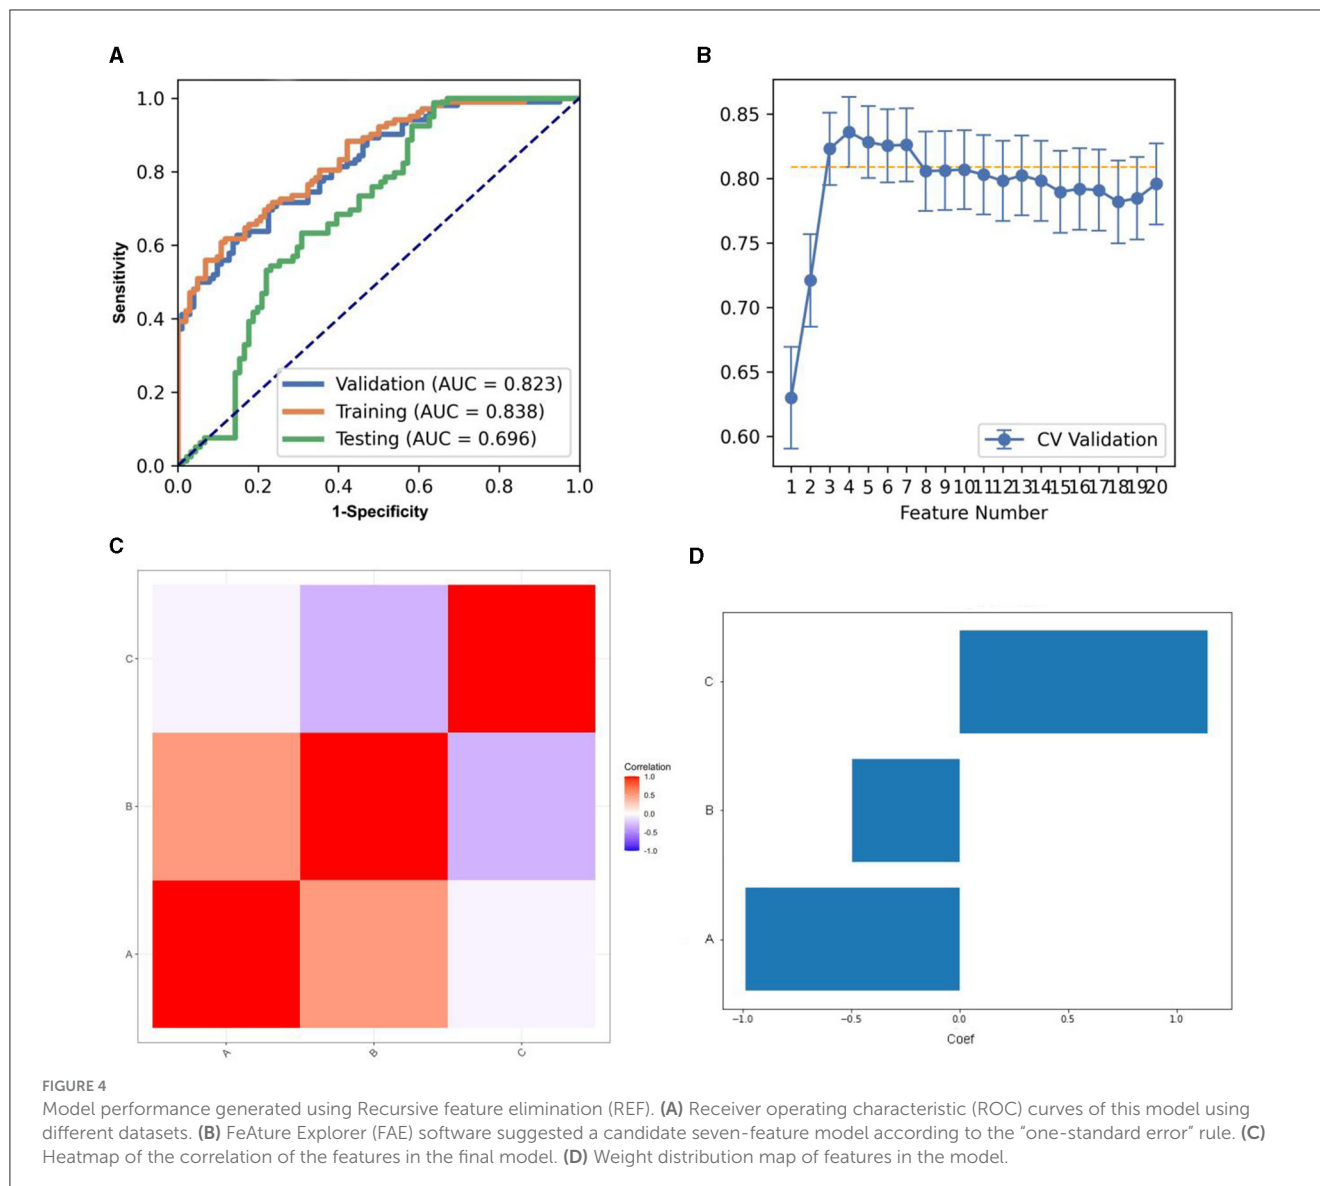 A
1.0
0.8
0.6
0.4
0.2
0.0
Sensitivity
Validation (AUC = 0.823)
Training (AUC = 0.838)
Testing (AUC = 0.696)
0.0 0.2 0.4 0.6 0.8 1.0
1-Specificity
B
0.85
0.80
0.75
0.70
0.65
0.60
CV Validation
1 2 3 4 5 6 7 8 9 10 11 12 13 14 15 16 17 18 19 20
Feature Number
C
C
B
A
A B C
Correlation
1.0
0.5
0.0
-0.5
-1.0
D
C
B
A
−1.0 −0.5 0.0 0.5 1.0
Coef
FIGURE 4
Model performance generated using Recursive feature elimination (REF). (A) Receiver operating characteristic (ROC) curves of this model using
different datasets. (B) FeAture Explorer (FAE) software suggested a candidate seven-feature model according to the “one-standard error” rule. (C)
Heatmap of the correlation of the features in the final model. (D) Weight distribution map of features in the model.